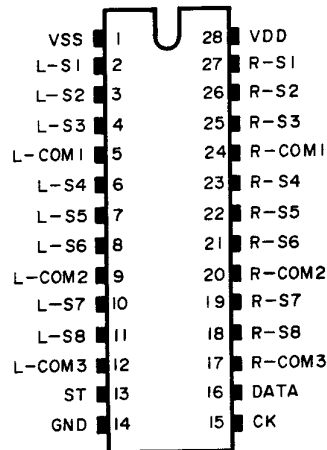 VSS 1 28 VDD
L-S1 2 27 R-S1
L-S2 3 26 R-S2
L-S3 4 25 R-S3
L-COM1 5 24 R-COM1
L-S4 6 23 R-S4
L-S5 7 22 R-S5
L-S6 8 21 R-S6
L-COM2 9 20 R-COM2
L-S7 10 19 R-S7
L-S8 11 18 R-S8
L-COM3 12 17 R-COM3
ST 13 16 DATA
GND 14 15 CK